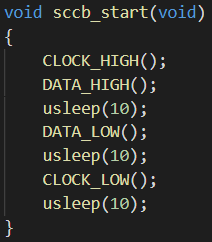 void sccb_start(void)
{
    CLOCK_HIGH();
    DATA_HIGH();
    usleep(10);
    DATA_LOW();
    usleep(10);
    CLOCK_LOW();
    usleep(10);
}